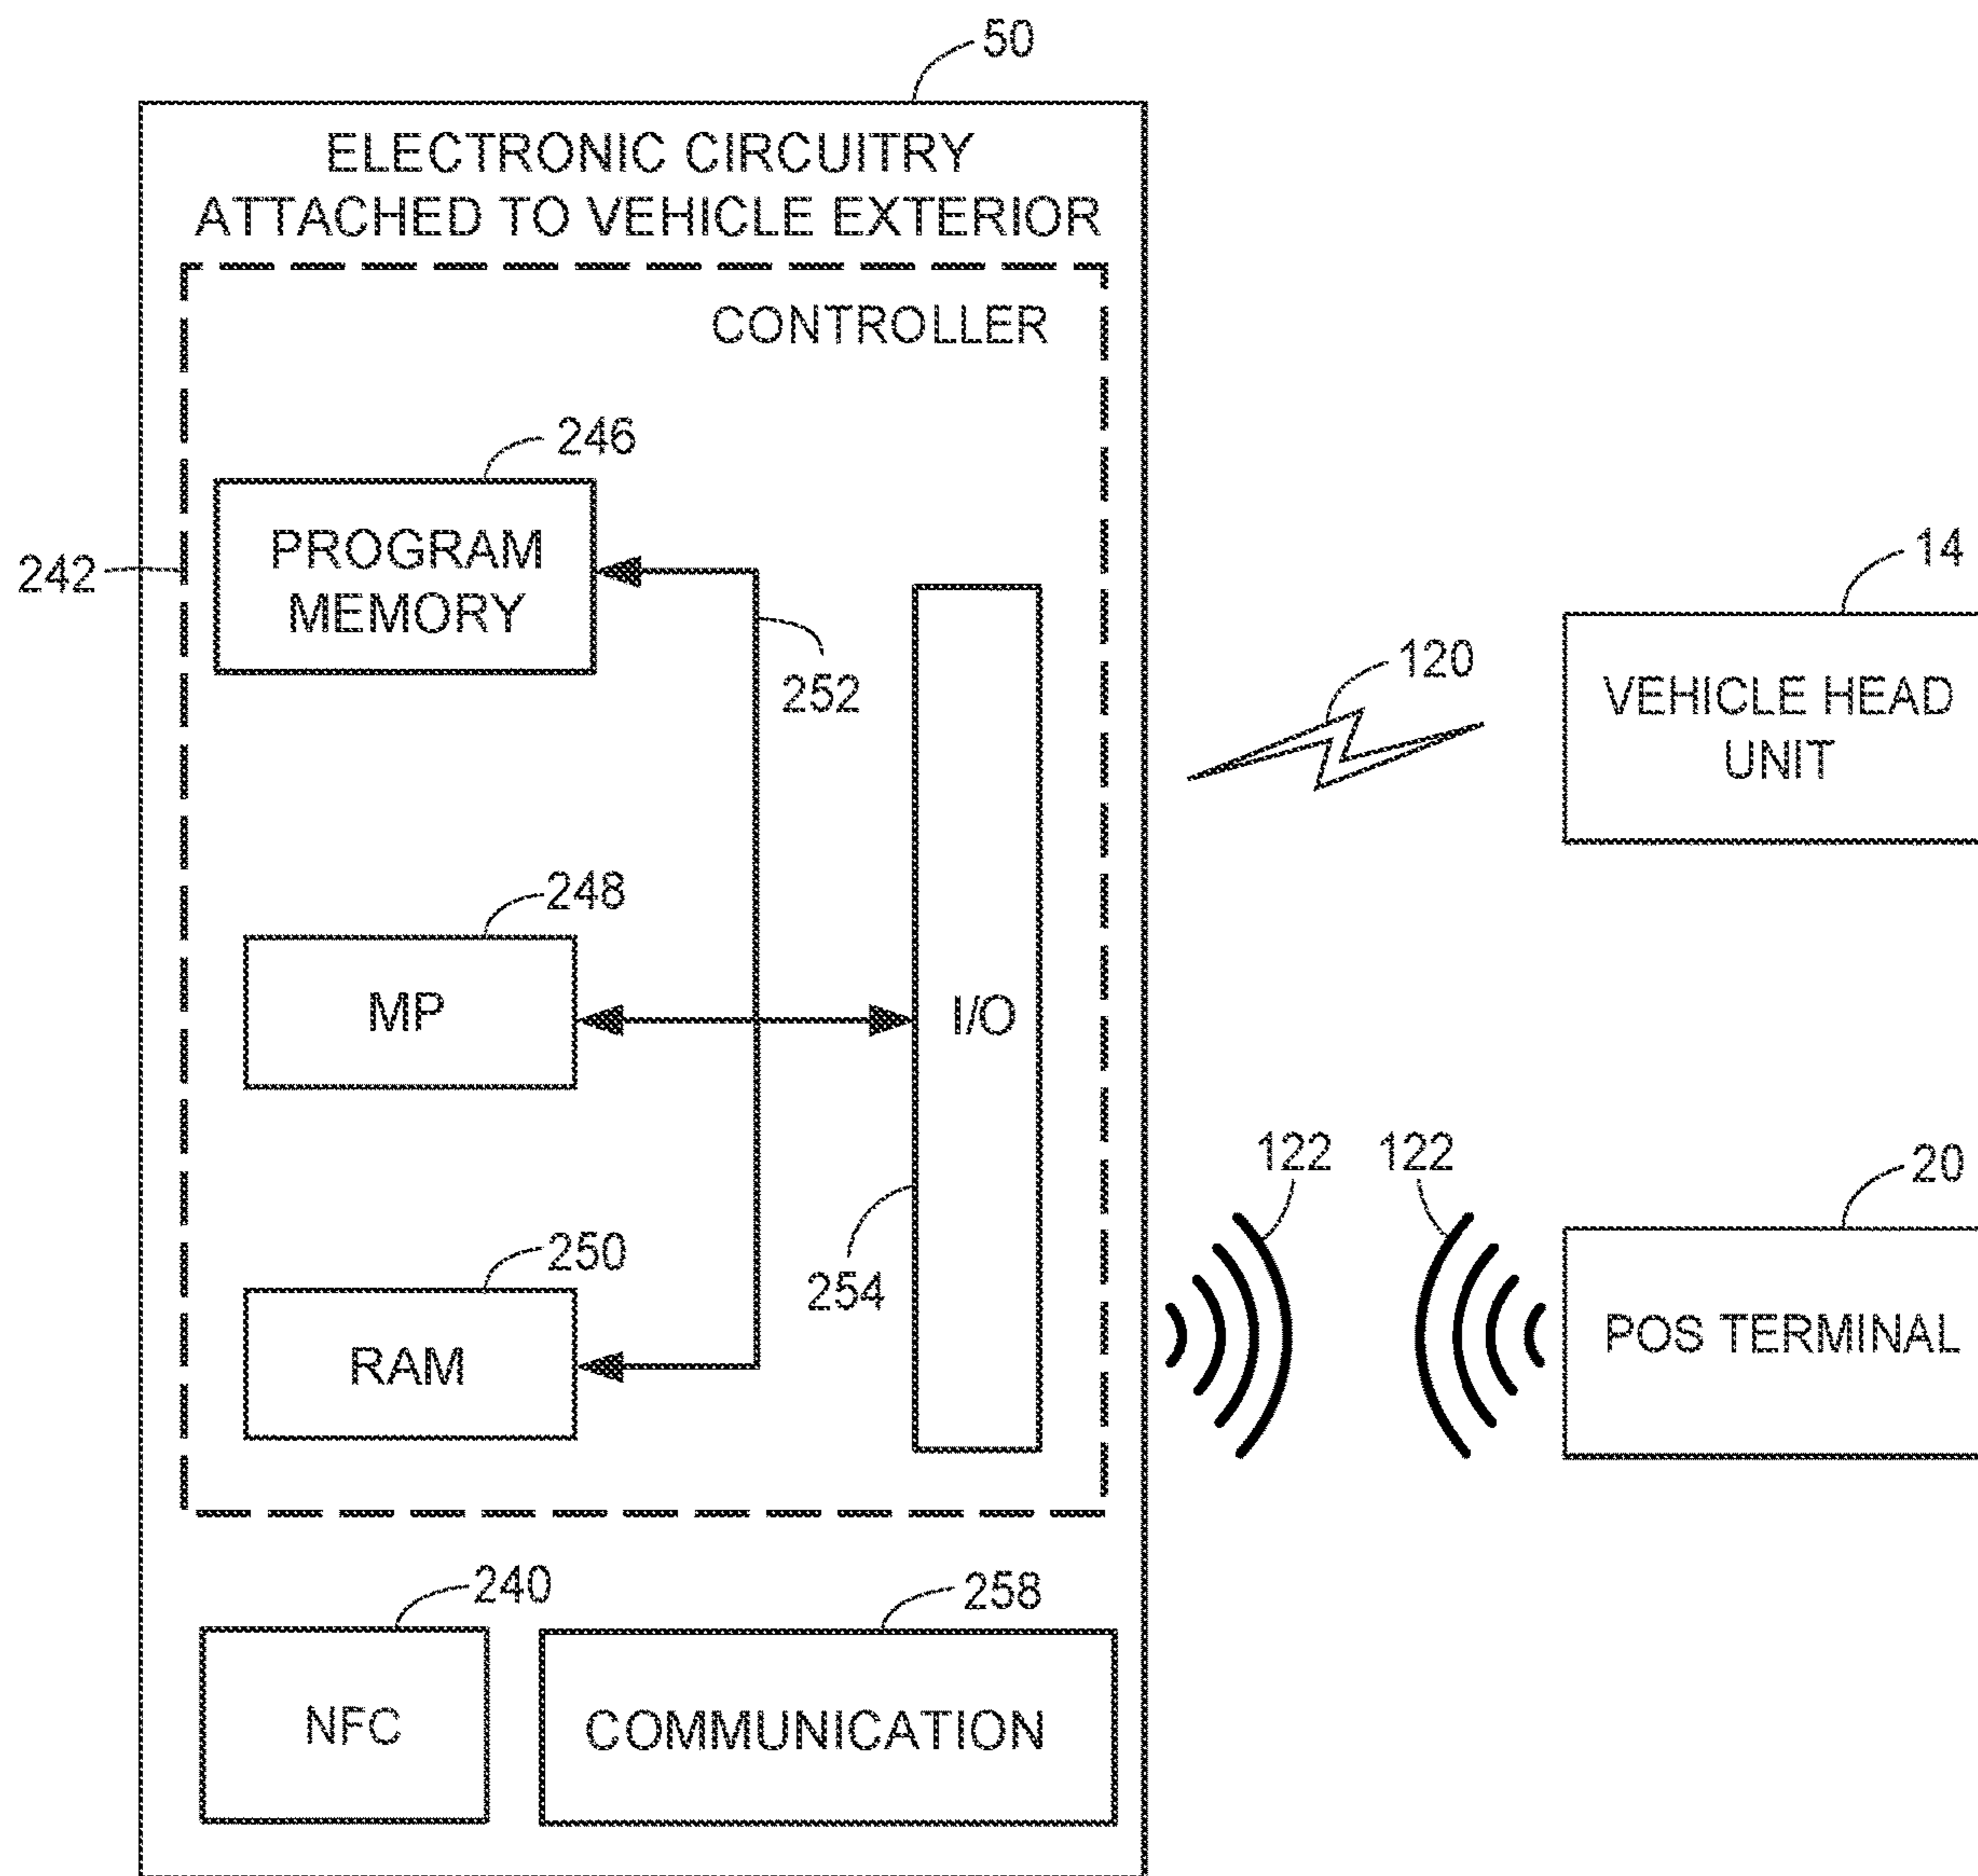 50
ELECTRONIC CIRCUITRY
ATTACHED TO VEHICLE EXTERIOR
CONTROLLER
246
PROGRAM
MEMORY
242
252
248
MP
I/O
250
RAM
254
240
NFC
258
COMMUNICATION
120
14
VEHICLE HEAD
UNIT
122 122
20
POS TERMINAL